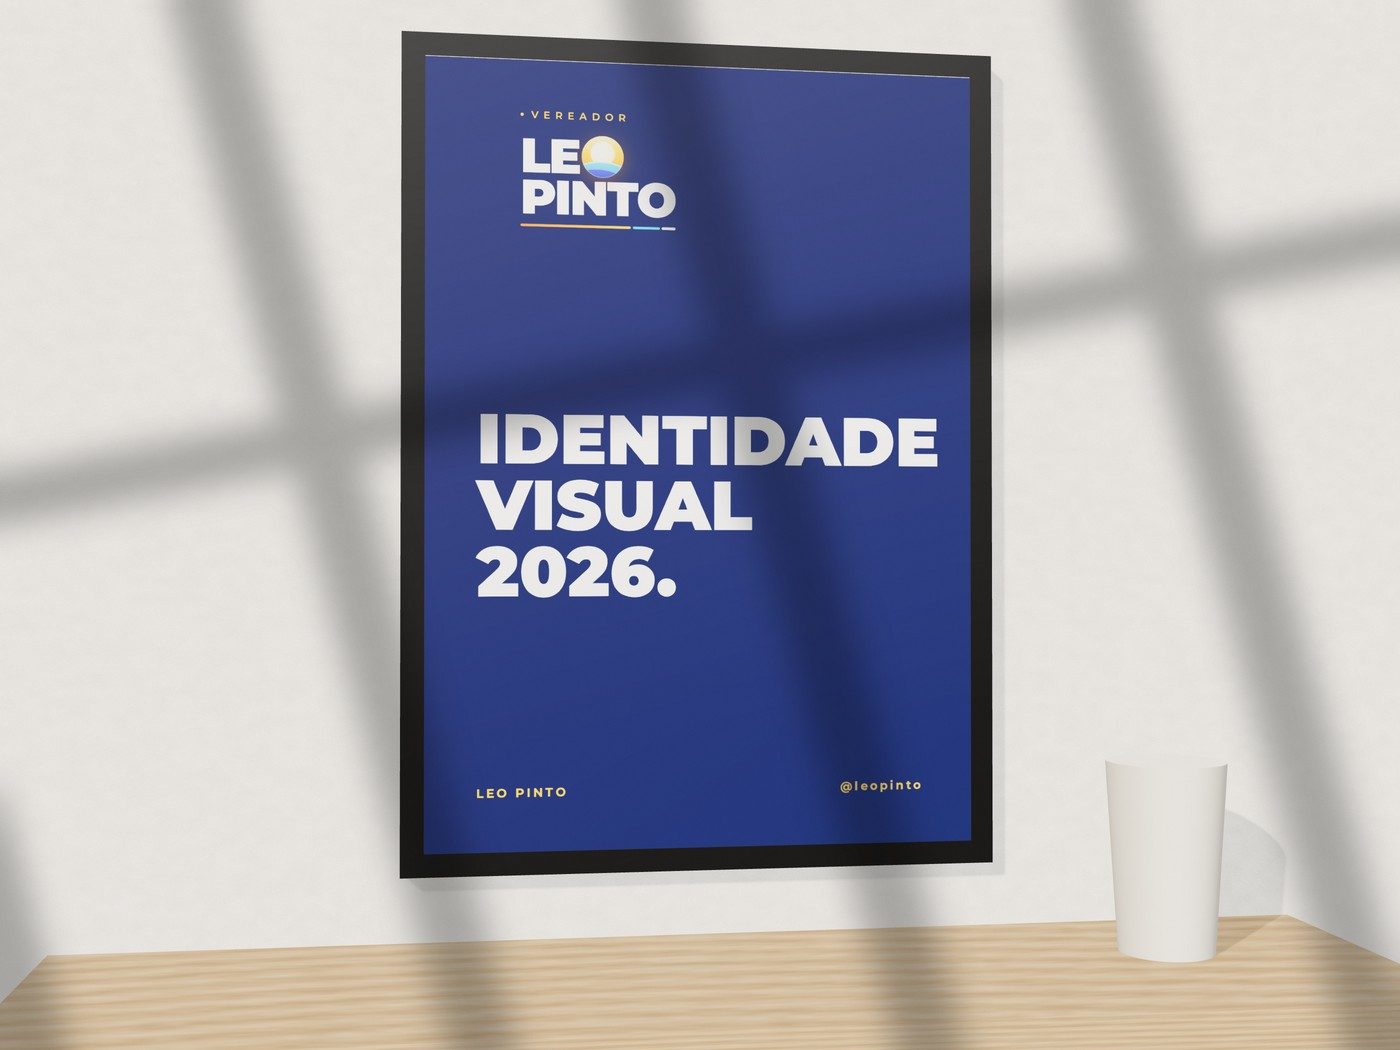 • VEREADOR
LEO
PINTO
IDENTIDADE
VISUAL
2026.
LEO PINTO
@leopinto